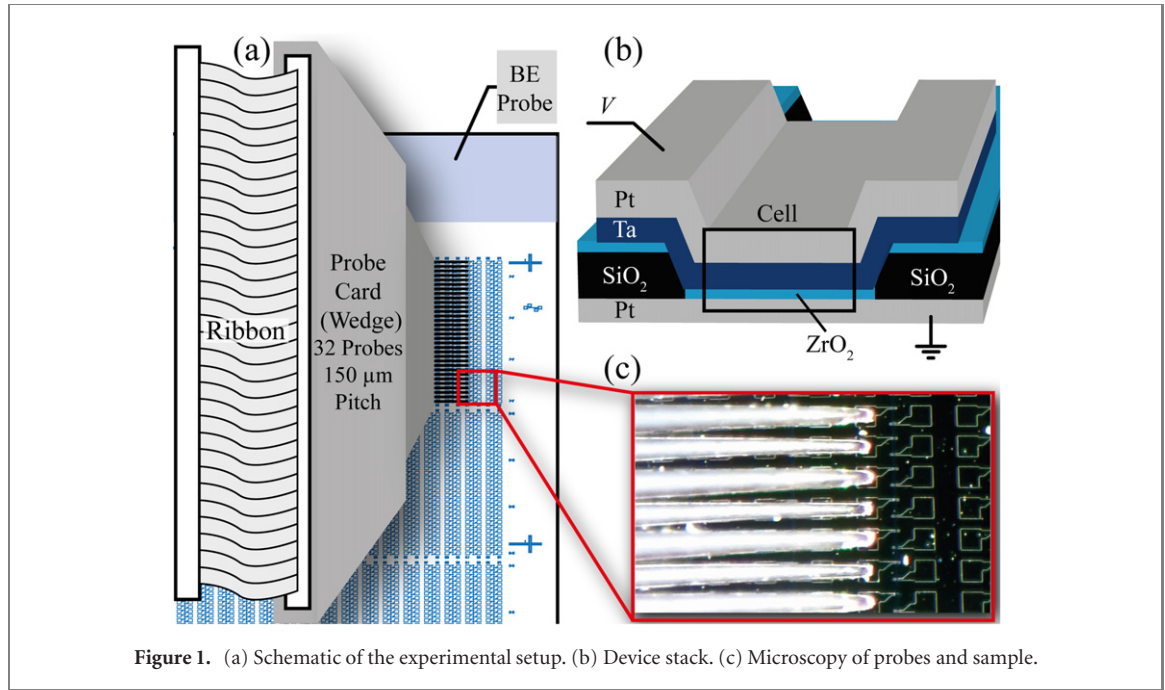 (a)
BE
Probe
Ribbon
Probe
Card
(Wedge)
32 Probes
150 µm
Pitch
(b)
V
Pt
Ta
Cell
SiO2
SiO2
Pt
ZrO2
(c)
Figure 1. (a) Schematic of the experimental setup. (b) Device stack. (c) Microscopy of probes and sample.